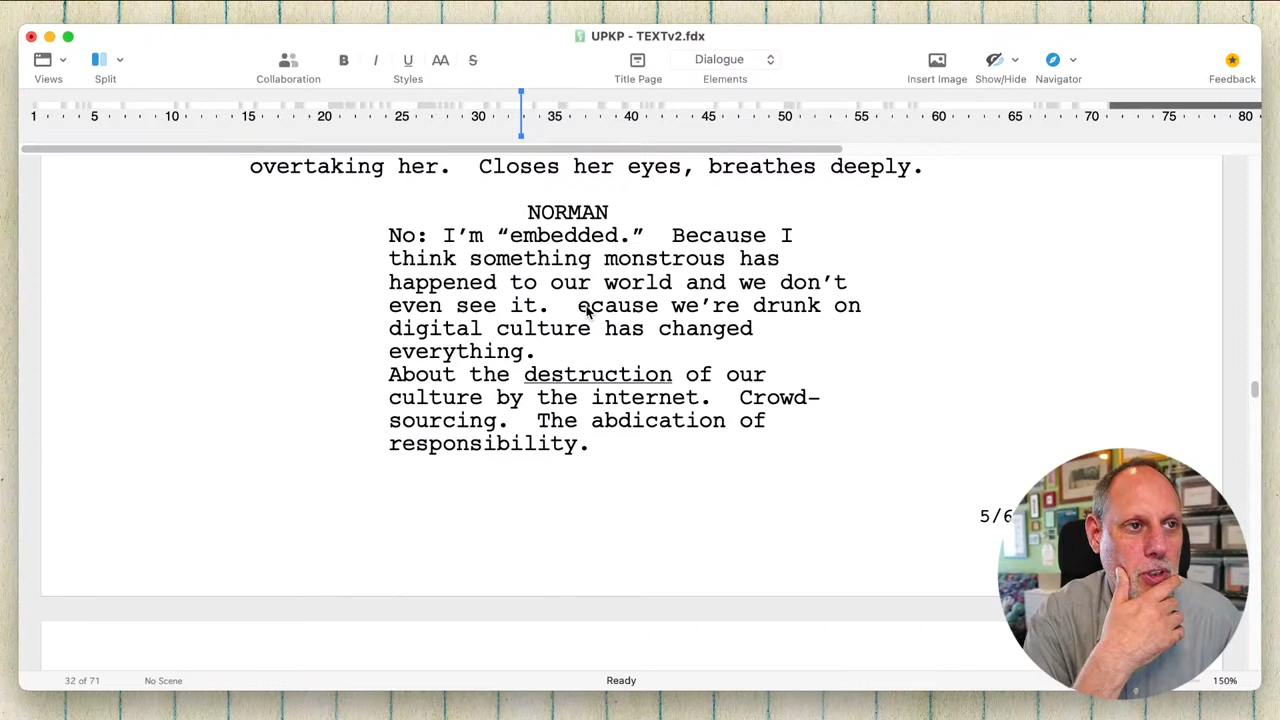 UPKP - TEXTv2.fdx
B I U AA S Dialogue
Views Split Collaboration Styles Title Page Elements Insert Image Show/Hide Navigator Feedback
1 5 10 15 20 25 30 35 40 45 50 55 60 65 70 75 80
overtaking her.  Closes her eyes, breathes deeply.
NORMAN
No: I’m “embedded.”  Because I
think something monstrous has
happened to our world and we don’t
even see it.  ecause we’re drunk on
digital culture has changed
everything.
About the destruction of our
culture by the internet.  Crowd-
sourcing.  The abdication of
responsibility.
5/6
32 of 71 No Scene Ready 150%